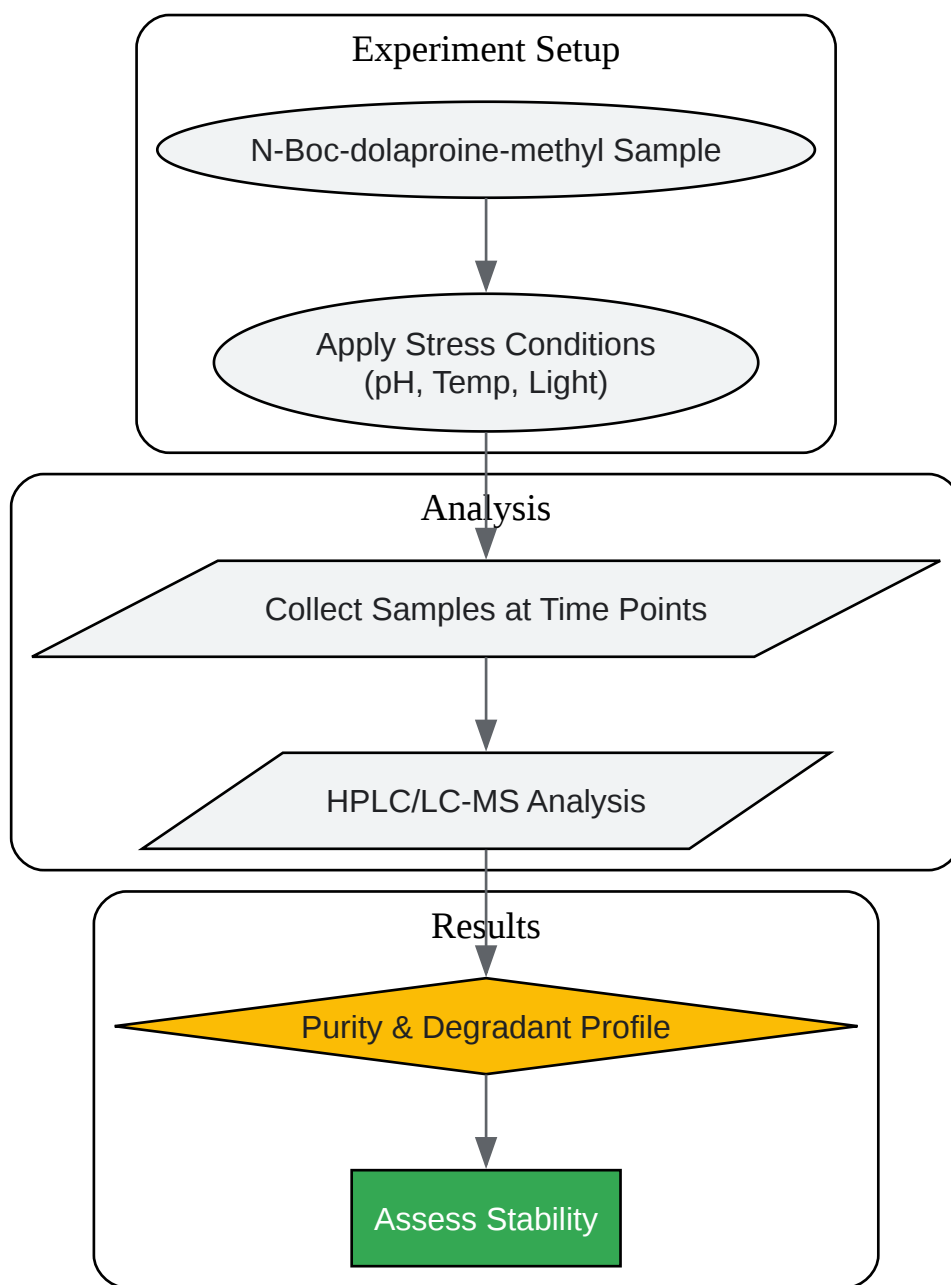 Experiment Setup
N-Boc-dolaproine-methyl Sample
Apply Stress Conditions
(pH, Temp, Light)
Analysis
Collect Samples at Time Points
HPLC/LC-MS Analysis
Results
Purity & Degradant Profile
Assess Stability